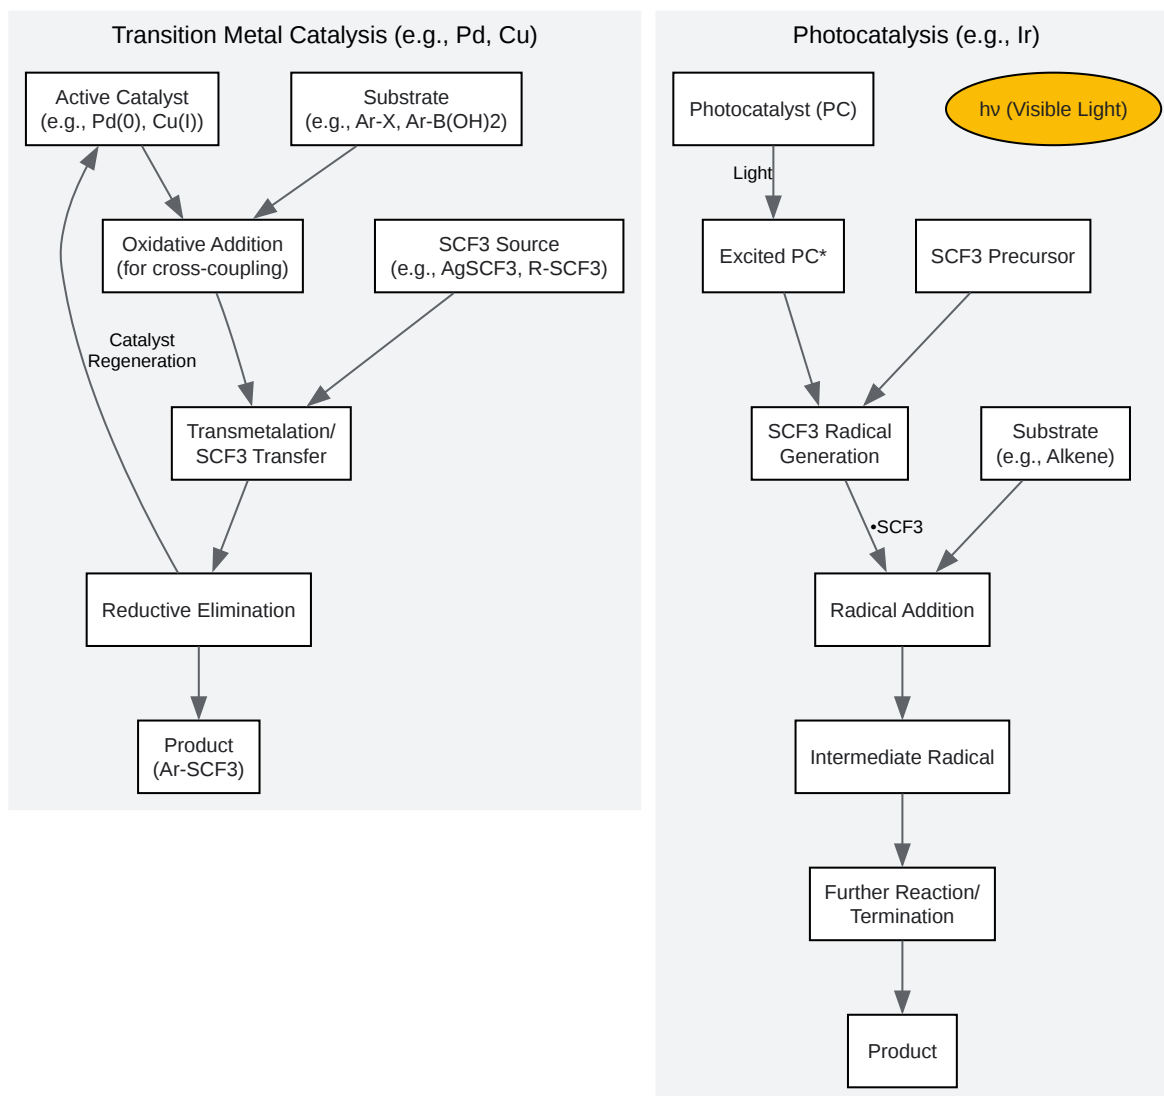 Transition Metal Catalysis (e.g., Pd, Cu)
Active Catalyst
(e.g., Pd(0), Cu(I))
Substrate
(e.g., Ar-X, Ar-B(OH)2)
Oxidative Addition
(for cross-coupling)
SCF3 Source
(e.g., AgSCF3, R-SCF3)
Catalyst
Regeneration
Transmetalation/
SCF3 Transfer
Reductive Elimination
Product
(Ar-SCF3)
Photocatalysis (e.g., Ir)
Photocatalyst (PC)
hν (Visible Light)
Light
Excited PC*
SCF3 Precursor
SCF3 Radical
Generation
Substrate
(e.g., Alkene)
•SCF3
Radical Addition
Intermediate Radical
Further Reaction/
Termination
Product